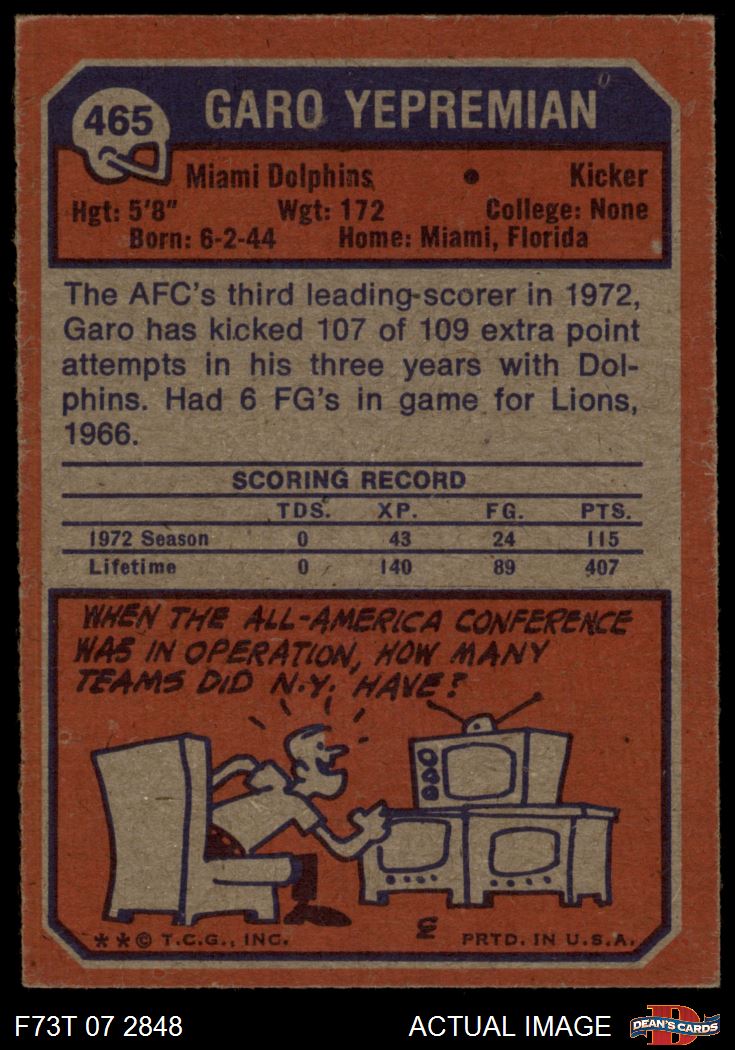 465
GARO YEPREMIAN
Miami Dolphins • Kicker
Hgt: 5'8" Wgt: 172 College: None
Born: 6-2-44 Home: Miami, Florida
The AFC's third leading-scorer in 1972,
Garo has kicked 107 of 109 extra point
attempts in his three years with Dol-
phins. Had 6 FG's in game for Lions,
1966.
SCORING RECORD
TDS. XP. FG. PTS.
1972 Season 0 43 24 115
Lifetime 0 140 89 407
WHEN THE ALL-AMERICA CONFERENCE
WAS IN OPERATION, HOW MANY
TEAMS DID N.Y. HAVE?
**© T.C.G., INC. PRTD. IN U.S.A.
F73T 07 2848 ACTUAL IMAGE DEAN'S CARDS